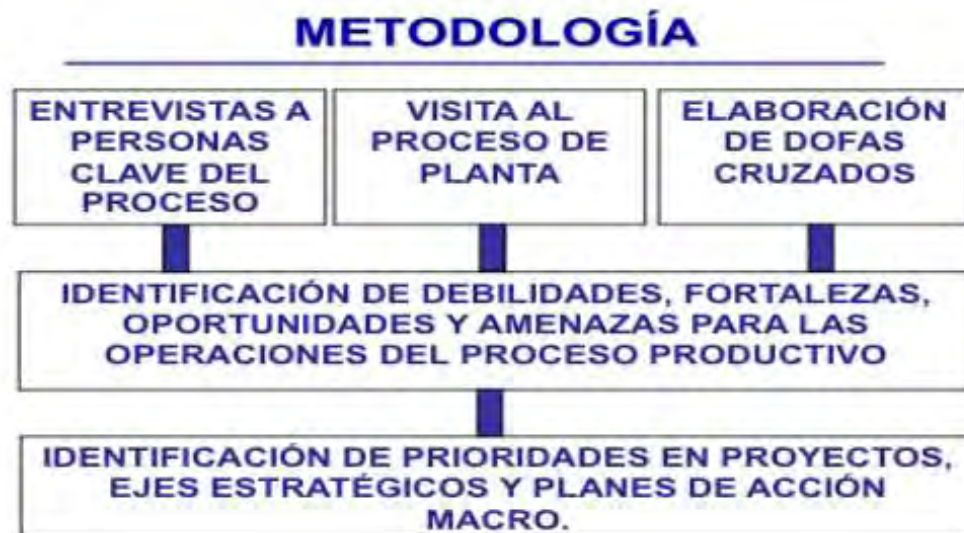 METODOLOGÍA
ENTREVISTAS A
PERSONAS
CLAVE DEL
PROCESO
VISITA AL
PROCESO DE
PLANTA
ELABORACIÓN
DE DOFAS
CRUZADOS
IDENTIFICACIÓN DE DEBILIDADES, FORTALEZAS,
OPORTUNIDADES Y AMENAZAS PARA LAS
OPERACIONES DEL PROCESO PRODUCTIVO
IDENTIFICACIÓN DE PRIORIDADES EN PROYECTOS,
EJES ESTRATÉGICOS Y PLANES DE ACCIÓN
MACRO.